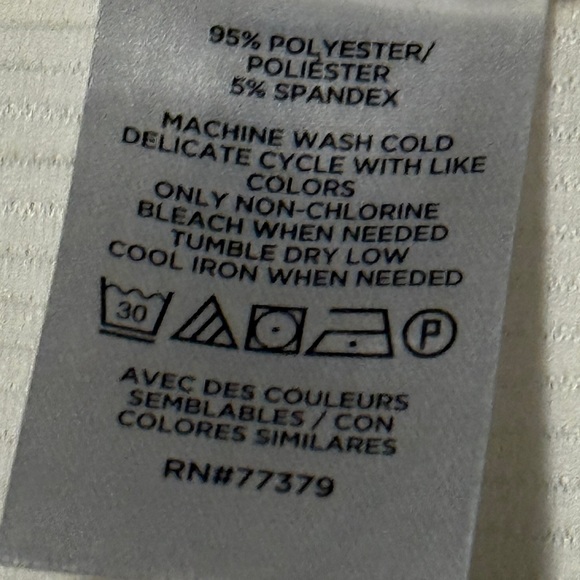 95% POLYESTER/
POLIÉSTER
5% SPANDEX
MACHINE WASH COLD
DELICATE CYCLE WITH LIKE
COLORS
ONLY NON-CHLORINE
BLEACH WHEN NEEDED
TUMBLE DRY LOW
COOL IRON WHEN NEEDED
30 P
AVEC DES COULEURS
SEMBLABLES / CON
COLORES SIMILARES
RN#77379